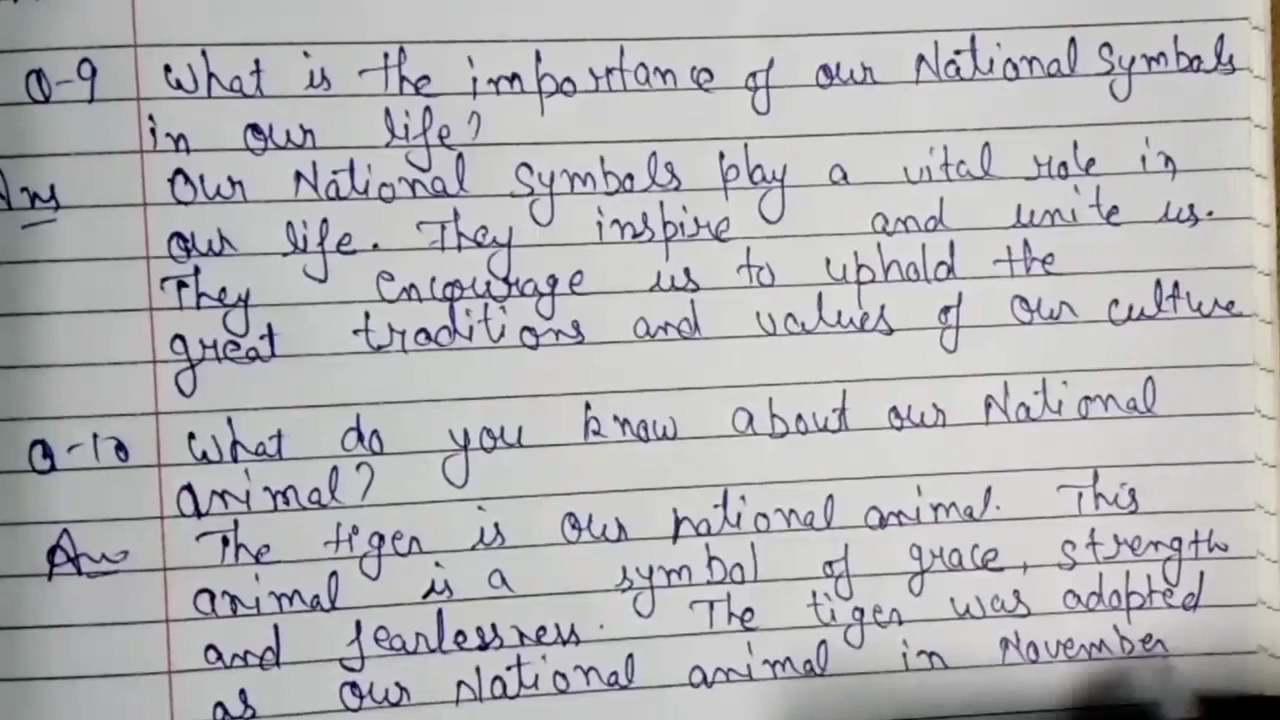 Q-9 What is the importance of our National Symbols
in our life?
Ans Our National Symbols play a vital role in
our life. They inspire and unite us.
They encourage us to uphold the
great traditions and values of our culture
Q-10 What do you know about our National
animal?
Ans The tiger is our national animal. This
animal is a symbol of grace, strength
and fearlessness. The tiger was adopted
as our National animal in November